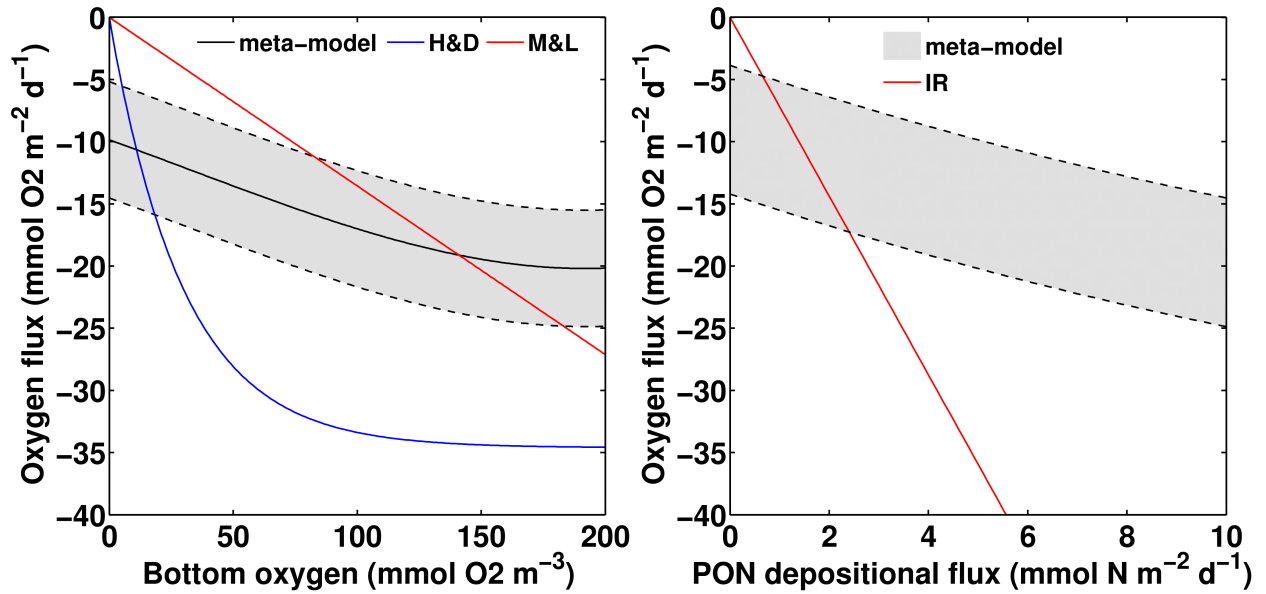 0
−5
−10
−15
−20
−25
−30
−35
−40
Oxygen flux (mmol O2 m−2 d−1)
meta−model H&D M&L
0 50 100 150 200
Bottom oxygen (mmol O2 m−3)
0
−5
−10
−15
−20
−25
−30
−35
−40
Oxygen flux (mmol O2 m−2 d−1)
meta−model
IR
0 2 4 6 8 10
PON depositional flux (mmol N m−2 d−1)